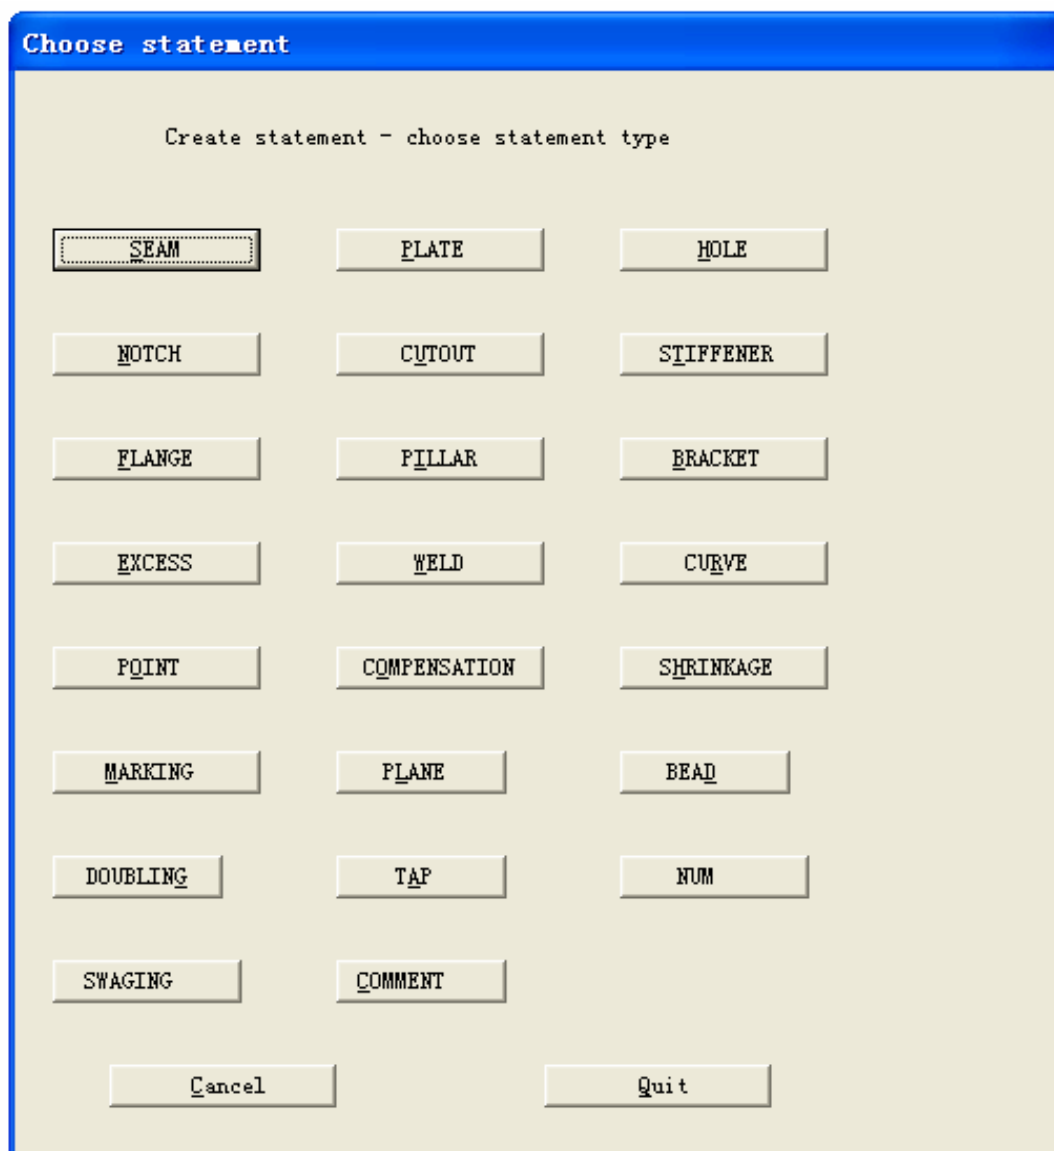 Choose statement
Create statement - choose statement type
SEAM PLATE HOLE
NOTCH CUTOUT STIFFENER
FLANGE PILLAR BRACKET
EXCESS WELD CURVE
POINT COMPENSATION SHRINKAGE
MARKING PLANE BEAD
DOUBLING TAP NUM
SWAGING COMMENT
Cancel Quit